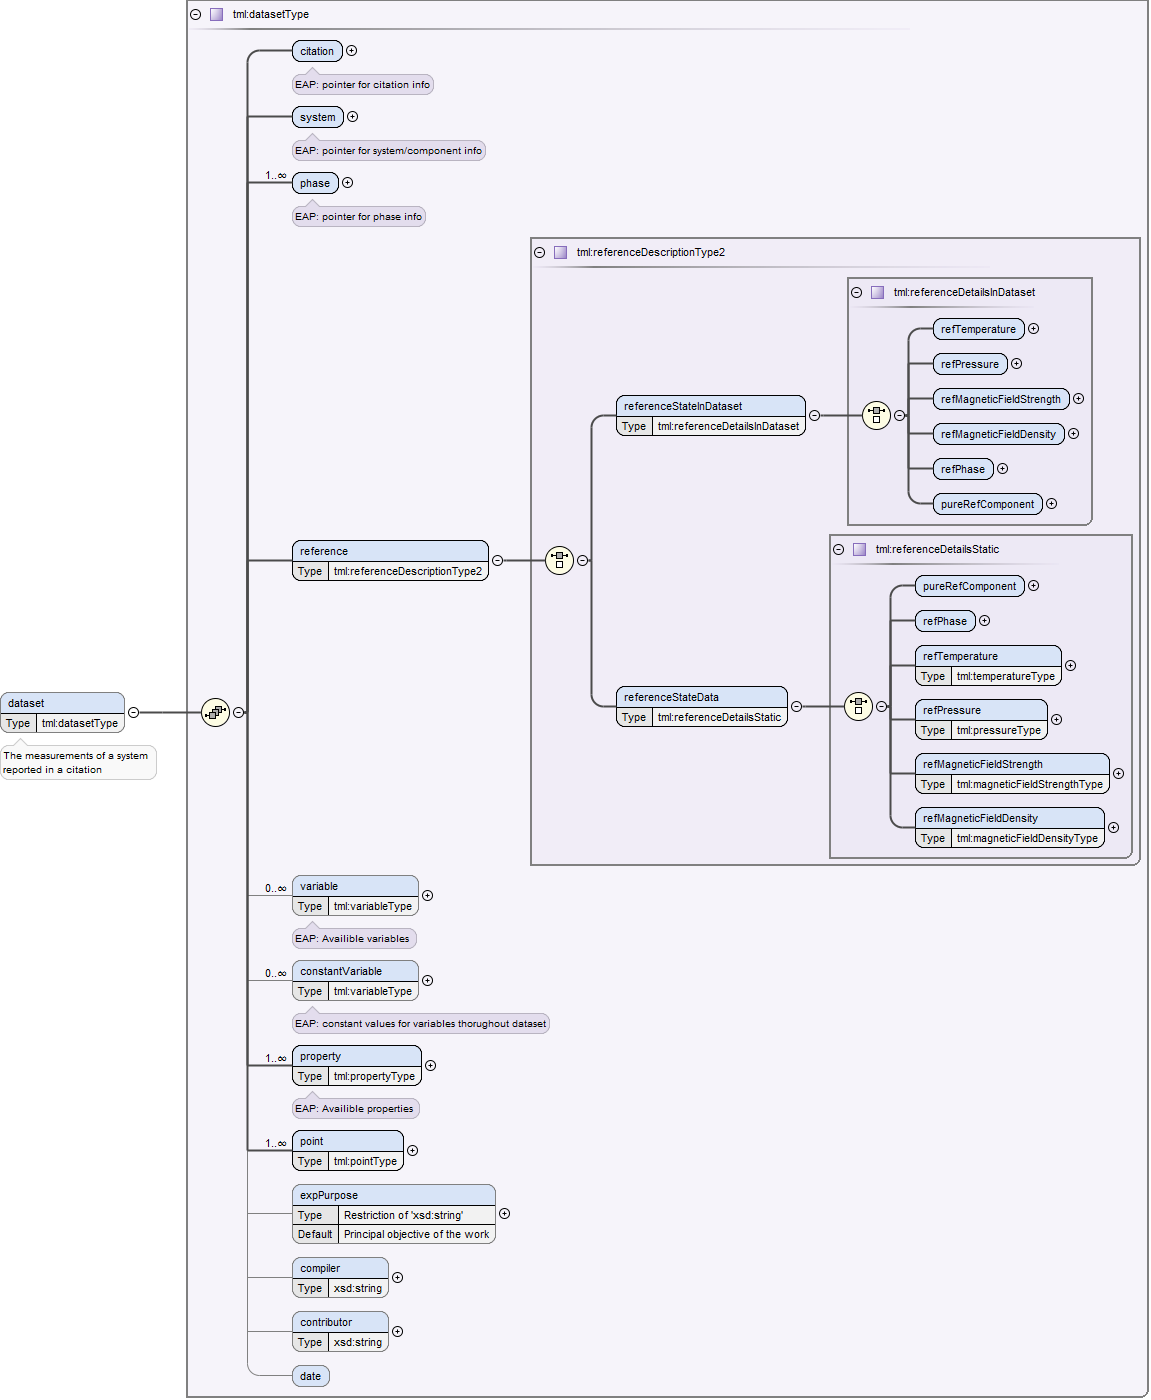 tml:datasetType
citation
EAP: pointer for citation info
system
EAP: pointer for system/component info
1..∞
phase
EAP: pointer for phase info
tml:referenceDescriptionType2
tml:referenceDetailsInDataset
refTemperature
refPressure
refMagneticFieldStrength
refMagneticFieldDensity
refPhase
pureRefComponent
referenceStateInDataset
Type tml:referenceDetailsInDataset
reference
Type tml:referenceDescriptionType2
tml:referenceDetailsStatic
pureRefComponent
refPhase
refTemperature
Type tml:temperatureType
refPressure
Type tml:pressureType
refMagneticFieldStrength
Type tml:magneticFieldStrengthType
refMagneticFieldDensity
Type tml:magneticFieldDensityType
referenceStateData
Type tml:referenceDetailsStatic
dataset
Type tml:datasetType
The measurements of a system
reported in a citation
0..∞
variable
Type tml:variableType
EAP: Availible variables
0..∞
constantVariable
Type tml:variableType
EAP: constant values for variables thorughout dataset
1..∞
property
Type tml:propertyType
EAP: Availible properties
1..∞
point
Type tml:pointType
expPurpose
Type Restriction of 'xsd:string'
Default Principal objective of the work
compiler
Type xsd:string
contributor
Type xsd:string
date